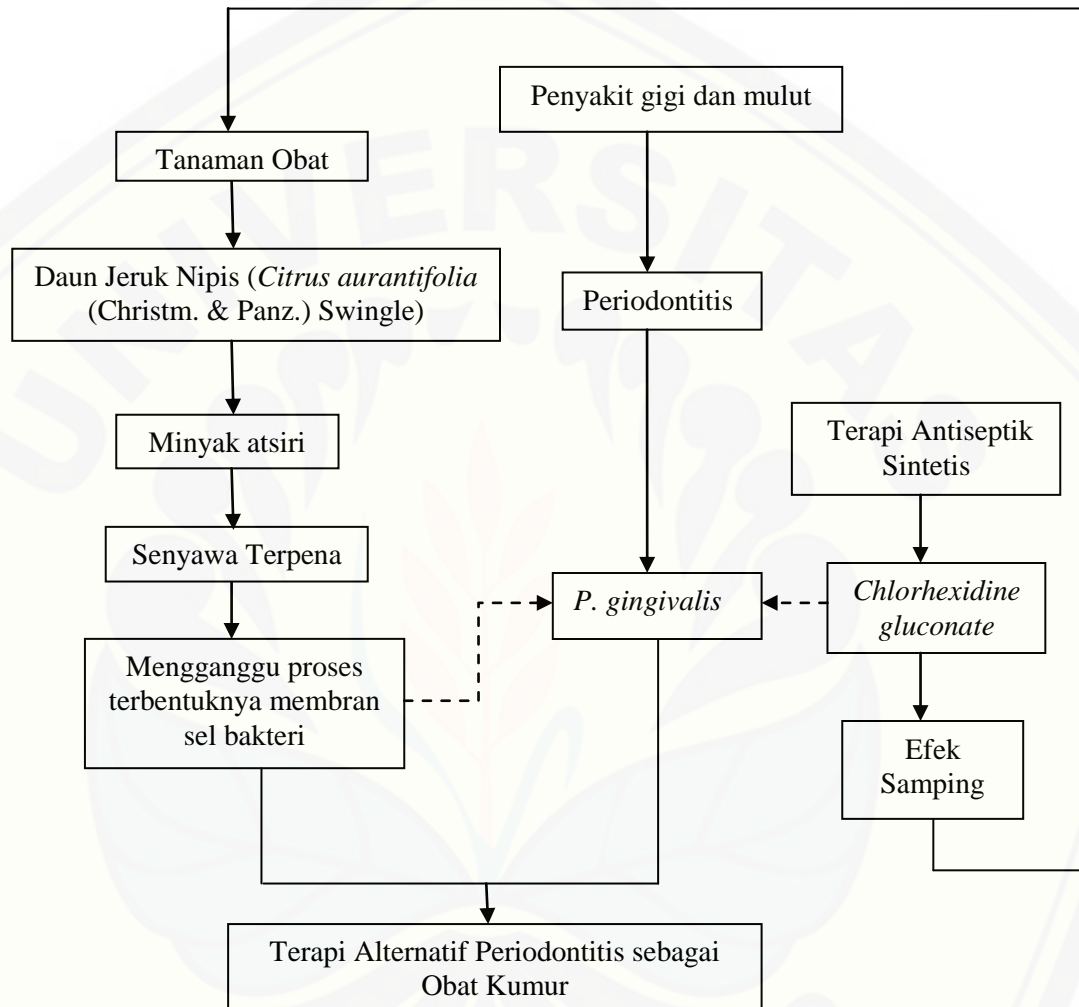 Penyakit gigi dan mulut
Tanaman Obat
Daun Jeruk Nipis (Citrus aurantifolia
(Christm. & Panz.) Swingle)
Periodontitis
Minyak atsiri
Terapi Antiseptik
Sintetis
Senyawa Terpena
P. gingivalis
Chlorhexidine
gluconate
Mengganggu proses
terbentuknya membran
sel bakteri
Efek
Samping
Terapi Alternatif Periodontitis sebagai
Obat Kumur
UNIVERSITAS